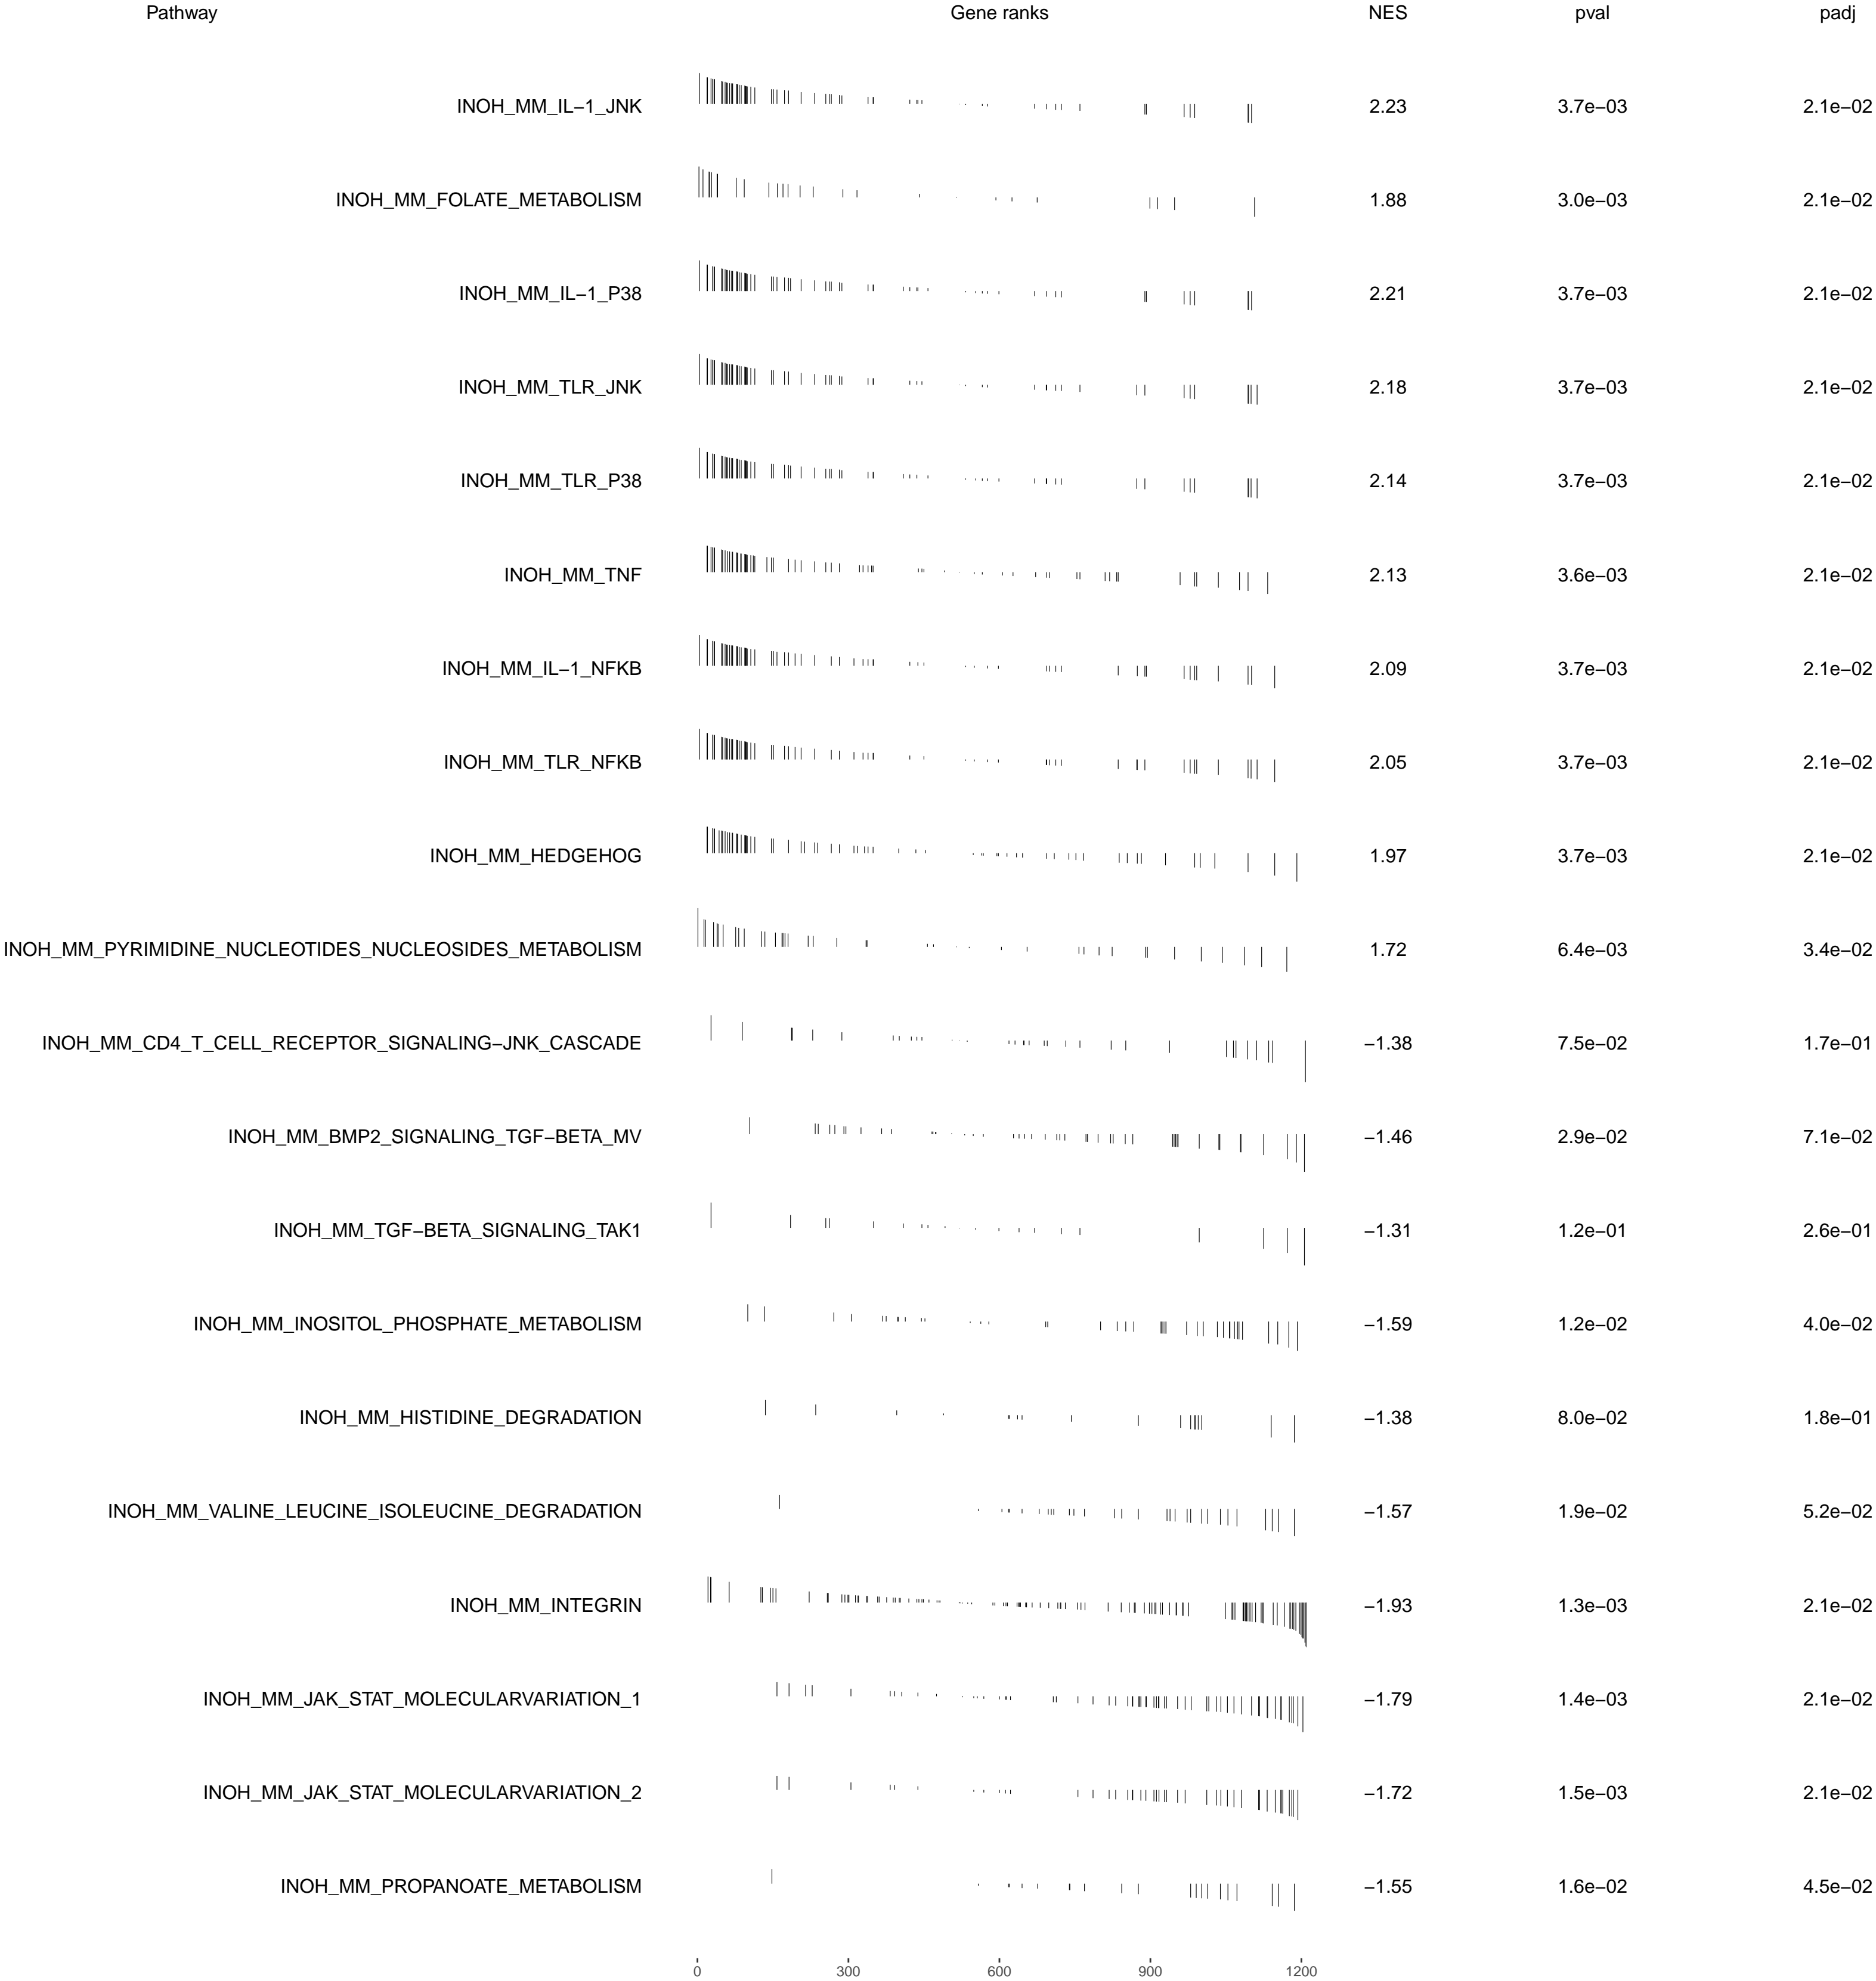 Pathway Gene ranks NES pval padj
INOH_MM_IL−1_JNK 2.23 3.7e−03 2.1e−02
INOH_MM_FOLATE_METABOLISM 1.88 3.0e−03 2.1e−02
INOH_MM_IL−1_P38 2.21 3.7e−03 2.1e−02
INOH_MM_TLR_JNK 2.18 3.7e−03 2.1e−02
INOH_MM_TLR_P38 2.14 3.7e−03 2.1e−02
INOH_MM_TNF 2.13 3.6e−03 2.1e−02
INOH_MM_IL−1_NFKB 2.09 3.7e−03 2.1e−02
INOH_MM_TLR_NFKB 2.05 3.7e−03 2.1e−02
INOH_MM_HEDGEHOG 1.97 3.7e−03 2.1e−02
INOH_MM_PYRIMIDINE_NUCLEOTIDES_NUCLEOSIDES_METABOLISM 1.72 6.4e−03 3.4e−02
INOH_MM_CD4_T_CELL_RECEPTOR_SIGNALING−JNK_CASCADE −1.38 7.5e−02 1.7e−01
INOH_MM_BMP2_SIGNALING_TGF−BETA_MV −1.46 2.9e−02 7.1e−02
INOH_MM_TGF−BETA_SIGNALING_TAK1 −1.31 1.2e−01 2.6e−01
INOH_MM_INOSITOL_PHOSPHATE_METABOLISM −1.59 1.2e−02 4.0e−02
INOH_MM_HISTIDINE_DEGRADATION −1.38 8.0e−02 1.8e−01
INOH_MM_VALINE_LEUCINE_ISOLEUCINE_DEGRADATION −1.57 1.9e−02 5.2e−02
INOH_MM_INTEGRIN −1.93 1.3e−03 2.1e−02
INOH_MM_JAK_STAT_MOLECULARVARIATION_1 −1.79 1.4e−03 2.1e−02
INOH_MM_JAK_STAT_MOLECULARVARIATION_2 −1.72 1.5e−03 2.1e−02
INOH_MM_PROPANOATE_METABOLISM −1.55 1.6e−02 4.5e−02
0 300 600 900 1200